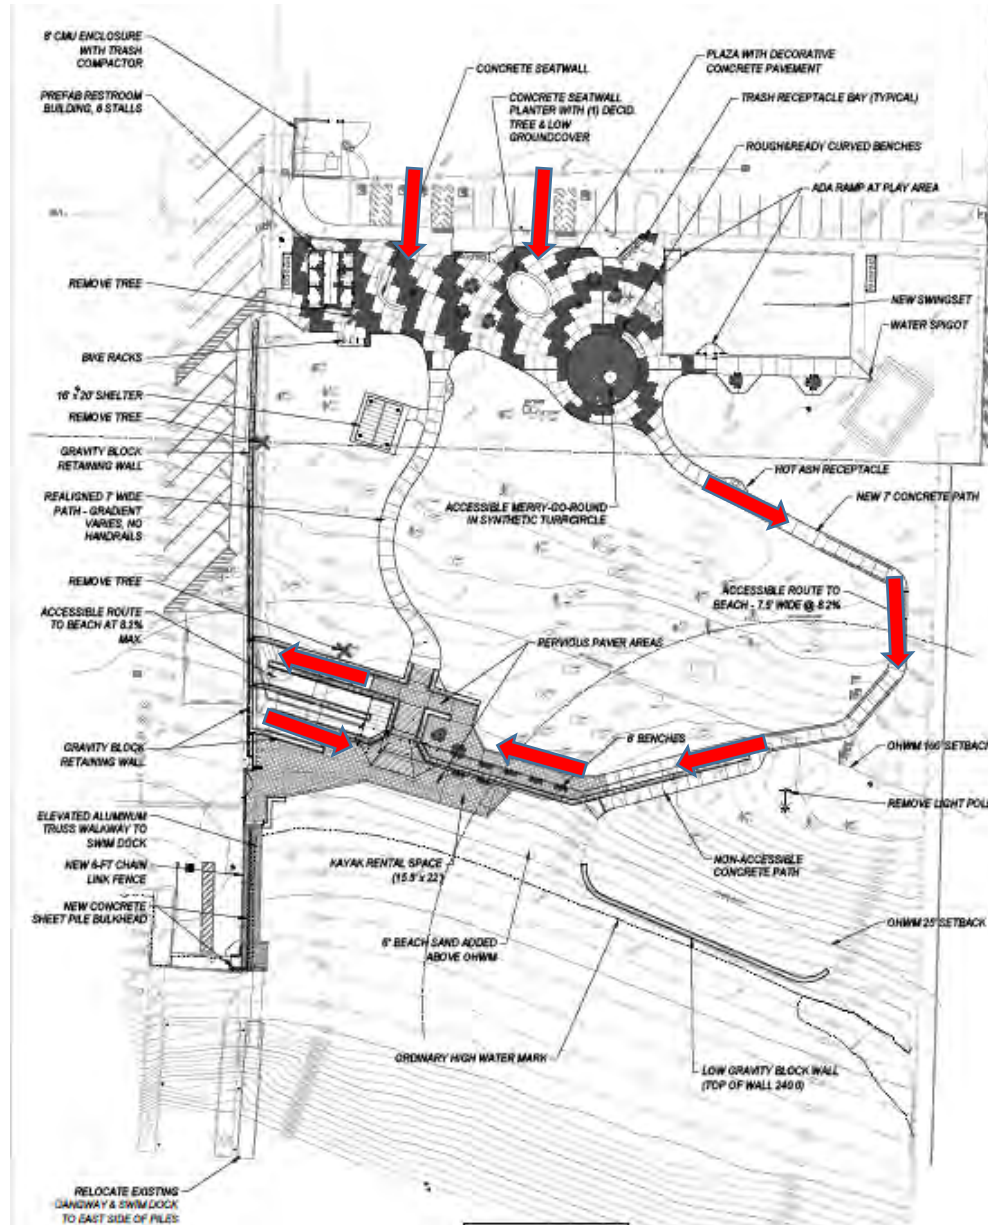 8' CMU ENCLOSURE
WITH TRASH
COMPACTOR
PREFAB RESTROOM
BUILDING, 6 STALLS
CONCRETE SEATWALL
CONCRETE SEATWALL
PLANTER WITH (1) DECID.
TREE & LOW
GROUNDCOVER
PLAZA WITH DECORATIVE
CONCRETE PAVEMENT
TRASH RECEPTACLE BAY (TYPICAL)
ROUGH&READY CURVED BENCHES
ADA RAMP AT PLAY AREA
REMOVE TREE
NEW SWINGSET
WATER SPIGOT
BIKE RACKS
16' x 20' SHELTER
REMOVE TREE
GRAVITY BLOCK
RETAINING WALL
REALIGNED 7' WIDE
PATH - GRADIENT
VARIES, NO
HANDRAILS
HOT ASH RECEPTACLE
NEW 7' CONCRETE PATH
ACCESSIBLE MERRY-GO-ROUND
IN SYNTHETIC TURF CIRCLE
REMOVE TREE
ACCESSIBLE ROUTE
TO BEACH AT 8.2%
MAX.
ACCESSIBLE ROUTE TO
BEACH - 7.5' WIDE @ 8.2%
PERVIOUS PAVER AREAS
GRAVITY BLOCK
RETAINING WALL
6' BENCHES
OHWM 100' SETBACK
REMOVE LIGHT POLE
ELEVATED ALUMINUM
TRUSS WALKWAY TO
SWIM DOCK
NEW 6-FT CHAIN
LINK FENCE
NEW CONCRETE
SHEET PILE BULKHEAD
KAYAK RENTAL SPACE
(15.5' x 22')
NON-ACCESSIBLE
CONCRETE PATH
6" BEACH SAND ADDED
ABOVE OHWM
OHWM 25' SETBACK
ORDINARY HIGH WATER MARK
LOW GRAVITY BLOCK WALL
(TOP OF WALL 240.0)
RELOCATE EXISTING
GANGWAY & SWIM DOCK
TO EAST SIDE OF PILES